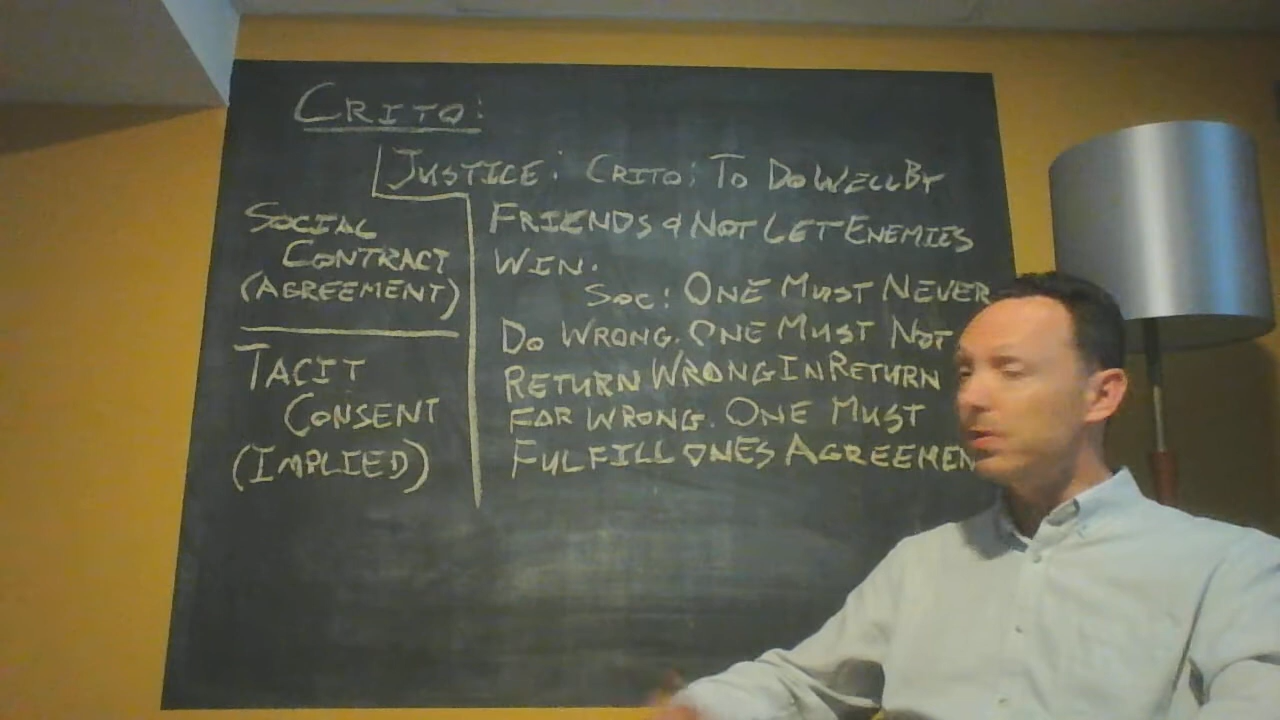 CRITO:
JUSTICE: CRITO: TO DO WELL BY
FRIENDS & NOT LET ENEMIES
WIN.
SOC: ONE MUST NEVER
DO WRONG. ONE MUST NOT
RETURN WRONG IN RETURN
FOR WRONG. ONE MUST
FULFILL ONES AGREEMEN
SOCIAL
CONTRACT
(AGREEMENT)
TACIT
CONSENT
(IMPLIED)